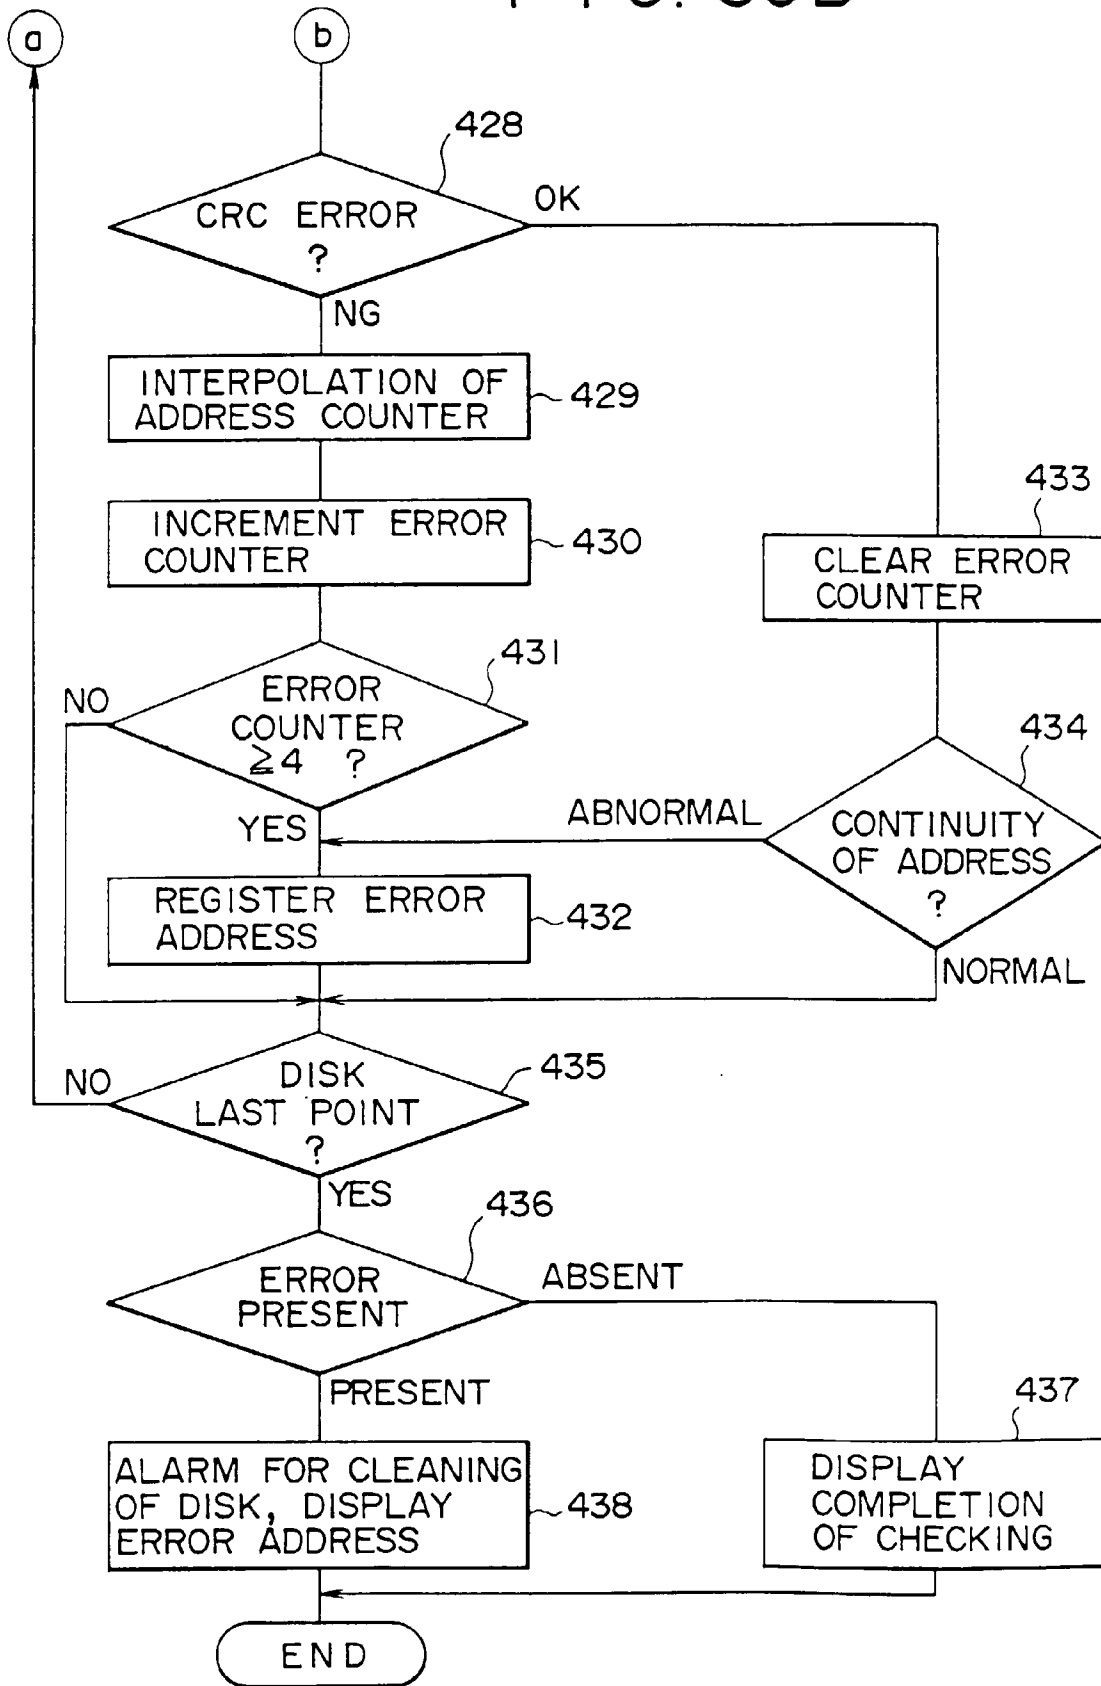 a
b
428
CRC ERROR
?
OK
NG
INTERPOLATION OF
ADDRESS COUNTER
429
INCREMENT ERROR
COUNTER
430
433
CLEAR ERROR
COUNTER
431
NO
ERROR
COUNTER
≧4 ?
YES
434
ABNORMAL
CONTINUITY
OF ADDRESS
?
NORMAL
REGISTER ERROR
ADDRESS
432
435
NO
DISK
LAST POINT
?
YES
436
ERROR
PRESENT
ABSENT
PRESENT
437
ALARM FOR CLEANING
OF DISK, DISPLAY
ERROR ADDRESS
438
DISPLAY
COMPLETION
OF CHECKING
END